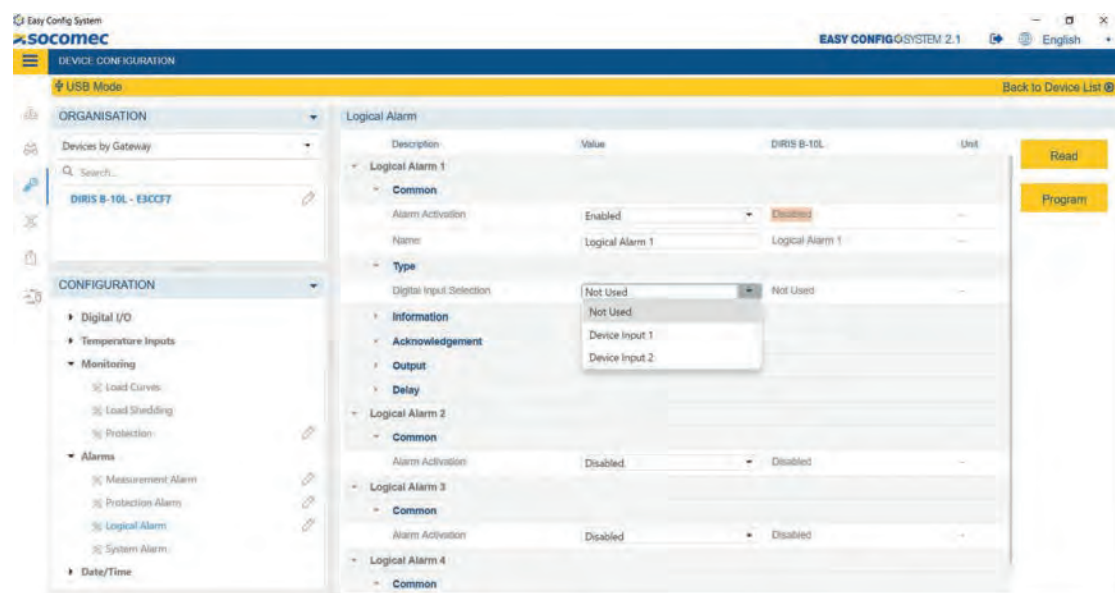 Easy Config System
socomec
EASY CONFIG SYSTEM 2.1 English
DEVICE CONFIGURATION
USB Mode Back to Device List
ORGANISATION
Devices by Gateway
Search...
DIRIS B-10L - E3CCF7
CONFIGURATION
Digital I/O
Temperature Inputs
Monitoring
Load Curves
Load Shedding
Protection
Alarms
Measurement Alarm
Protection Alarm
Logical Alarm
System Alarm
Date/Time
Logical Alarm
Description Value DIRIS B-10L Unit
Logical Alarm 1
Common
Alarm Activation Enabled Disabled --
Name Logical Alarm 1 Logical Alarm 1 --
Type
Digital Input Selection Not Used Not Used --
Not Used
Device Input 1
Device Input 2
Information
Acknowledgement
Output
Delay
Logical Alarm 2
Common
Alarm Activation Disabled Disabled --
Logical Alarm 3
Common
Alarm Activation Disabled Disabled --
Logical Alarm 4
Common
Read
Program